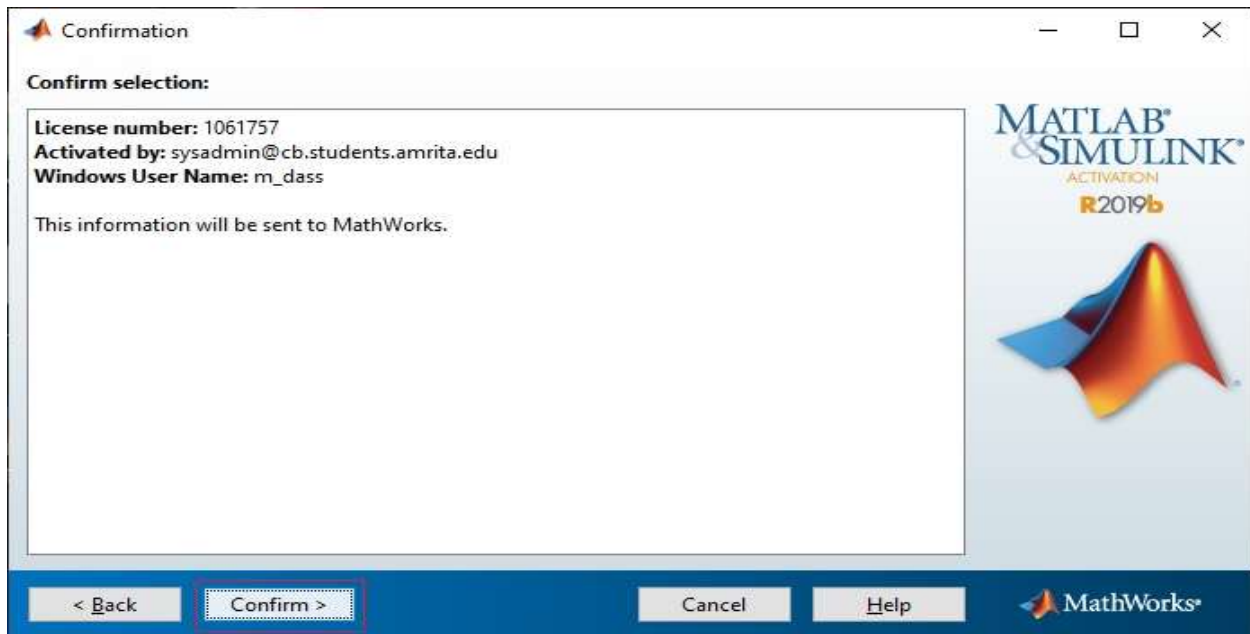 Confirmation
Confirm selection:
License number: 1061757
Activated by: sysadmin@cb.students.amrita.edu
Windows User Name: m_dass
This information will be sent to MathWorks.
MATLAB®
&SIMULINK®
ACTIVATION
R2019b
< Back
Confirm >
Cancel
Help
MathWorks®